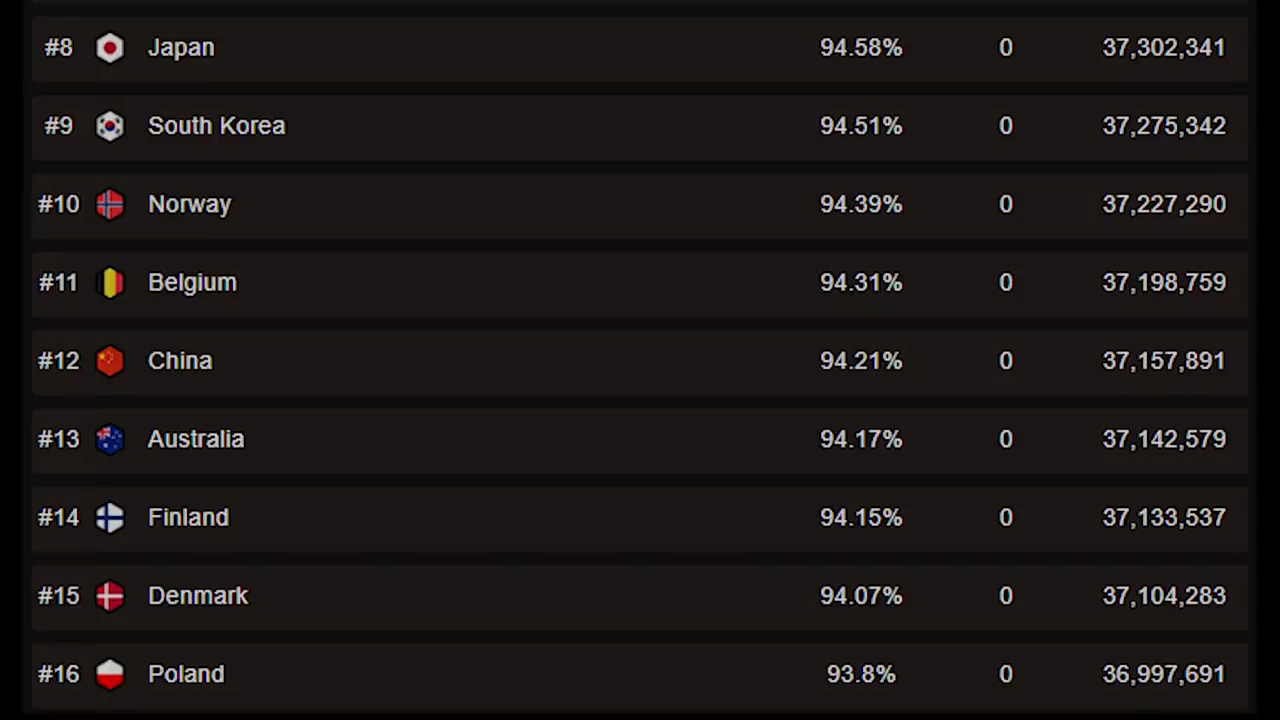 #8 Japan 94.58% 0 37,302,341
#9 South Korea 94.51% 0 37,275,342
#10 Norway 94.39% 0 37,227,290
#11 Belgium 94.31% 0 37,198,759
#12 China 94.21% 0 37,157,891
#13 Australia 94.17% 0 37,142,579
#14 Finland 94.15% 0 37,133,537
#15 Denmark 94.07% 0 37,104,283
#16 Poland 93.8% 0 36,997,691